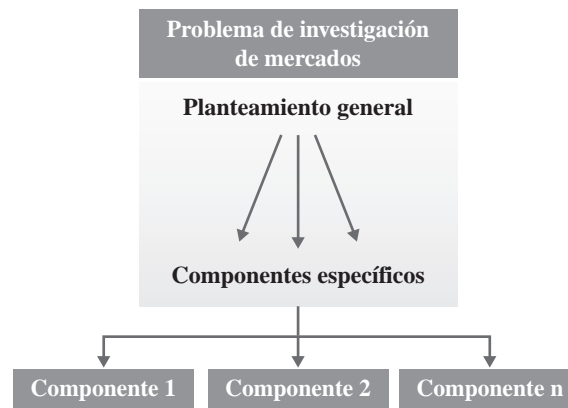 Problema de investigación
de mercados
Planteamiento general
Componentes específicos
Componente 1
Componente 2
Componente n